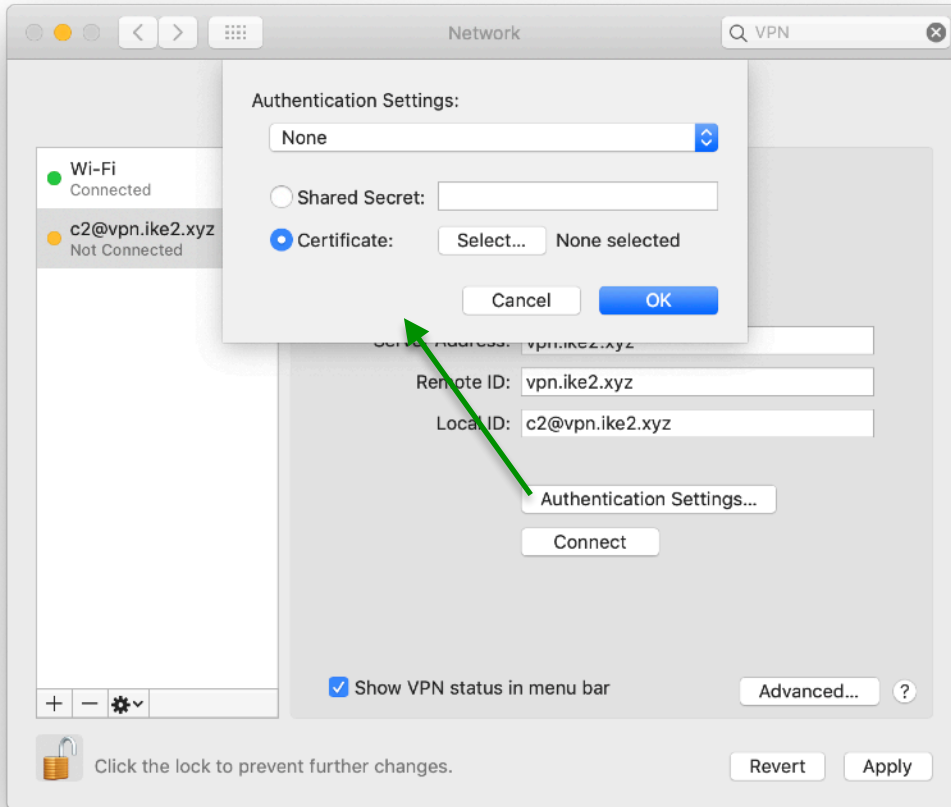 Network
VPN
Authentication Settings:
None
Wi-Fi
Connected
Shared Secret:
c2@vpn.ike2.xyz
Not Connected
Certificate:
Select...
None selected
Cancel
OK
Server Address:
vpn.ike2.xyz
Remote ID:
vpn.ike2.xyz
Local ID:
c2@vpn.ike2.xyz
Authentication Settings...
Connect
Show VPN status in menu bar
Advanced...
?
Click the lock to prevent further changes.
Revert
Apply